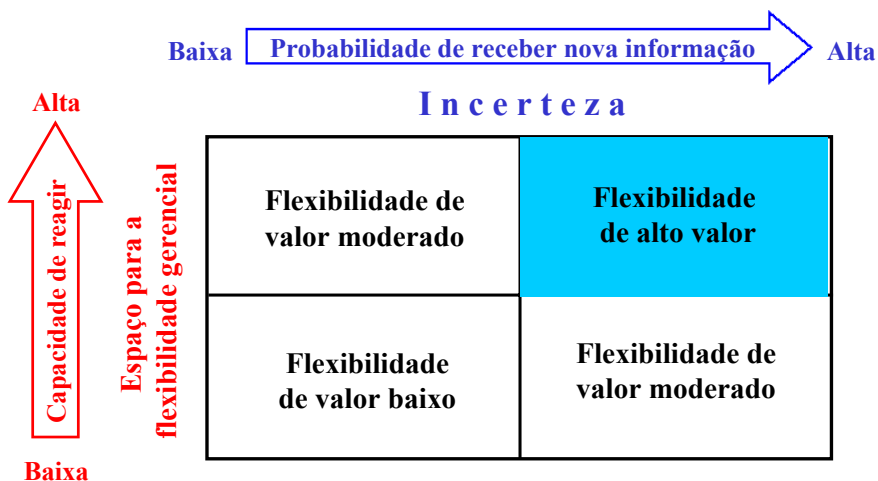 Baixa
Probabilidade de receber nova informação
Alta
Incerteza
Alta
Capacidade de reagir
Baixa
Espaço para a
flexibilidade gerencial
Flexibilidade de
valor moderado
Flexibilidade
de alto valor
Flexibilidade
de valor baixo
Flexibilidade de
valor moderado